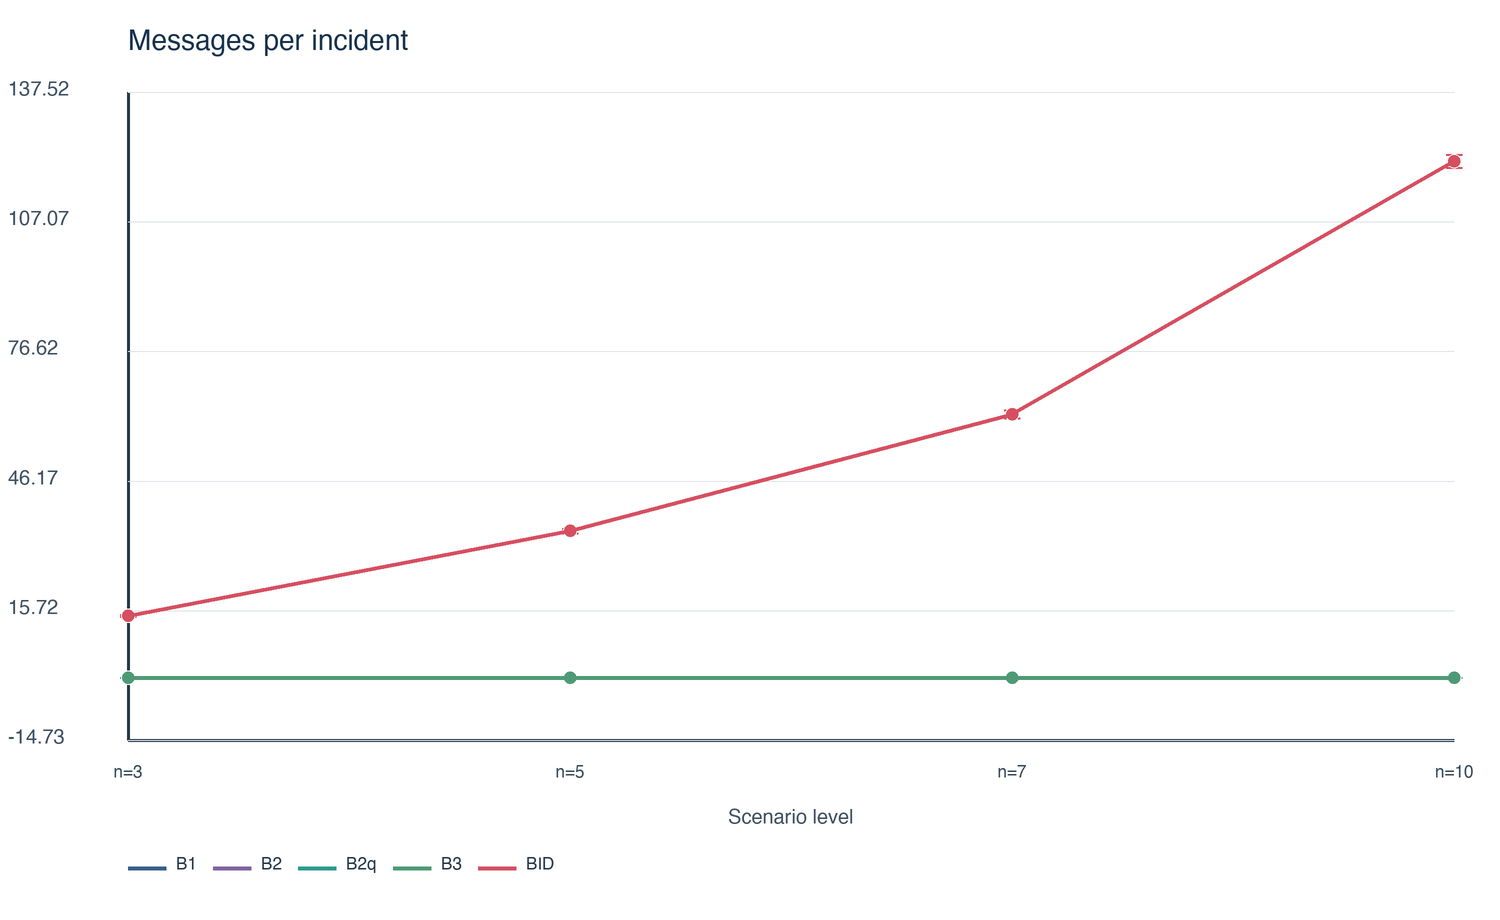 Messages per incident
137.52
107.07
76.62
46.17
15.72
-14.73
n=3 n=5 n=7 n=10
Scenario level
B1 B2 B2q B3 BID